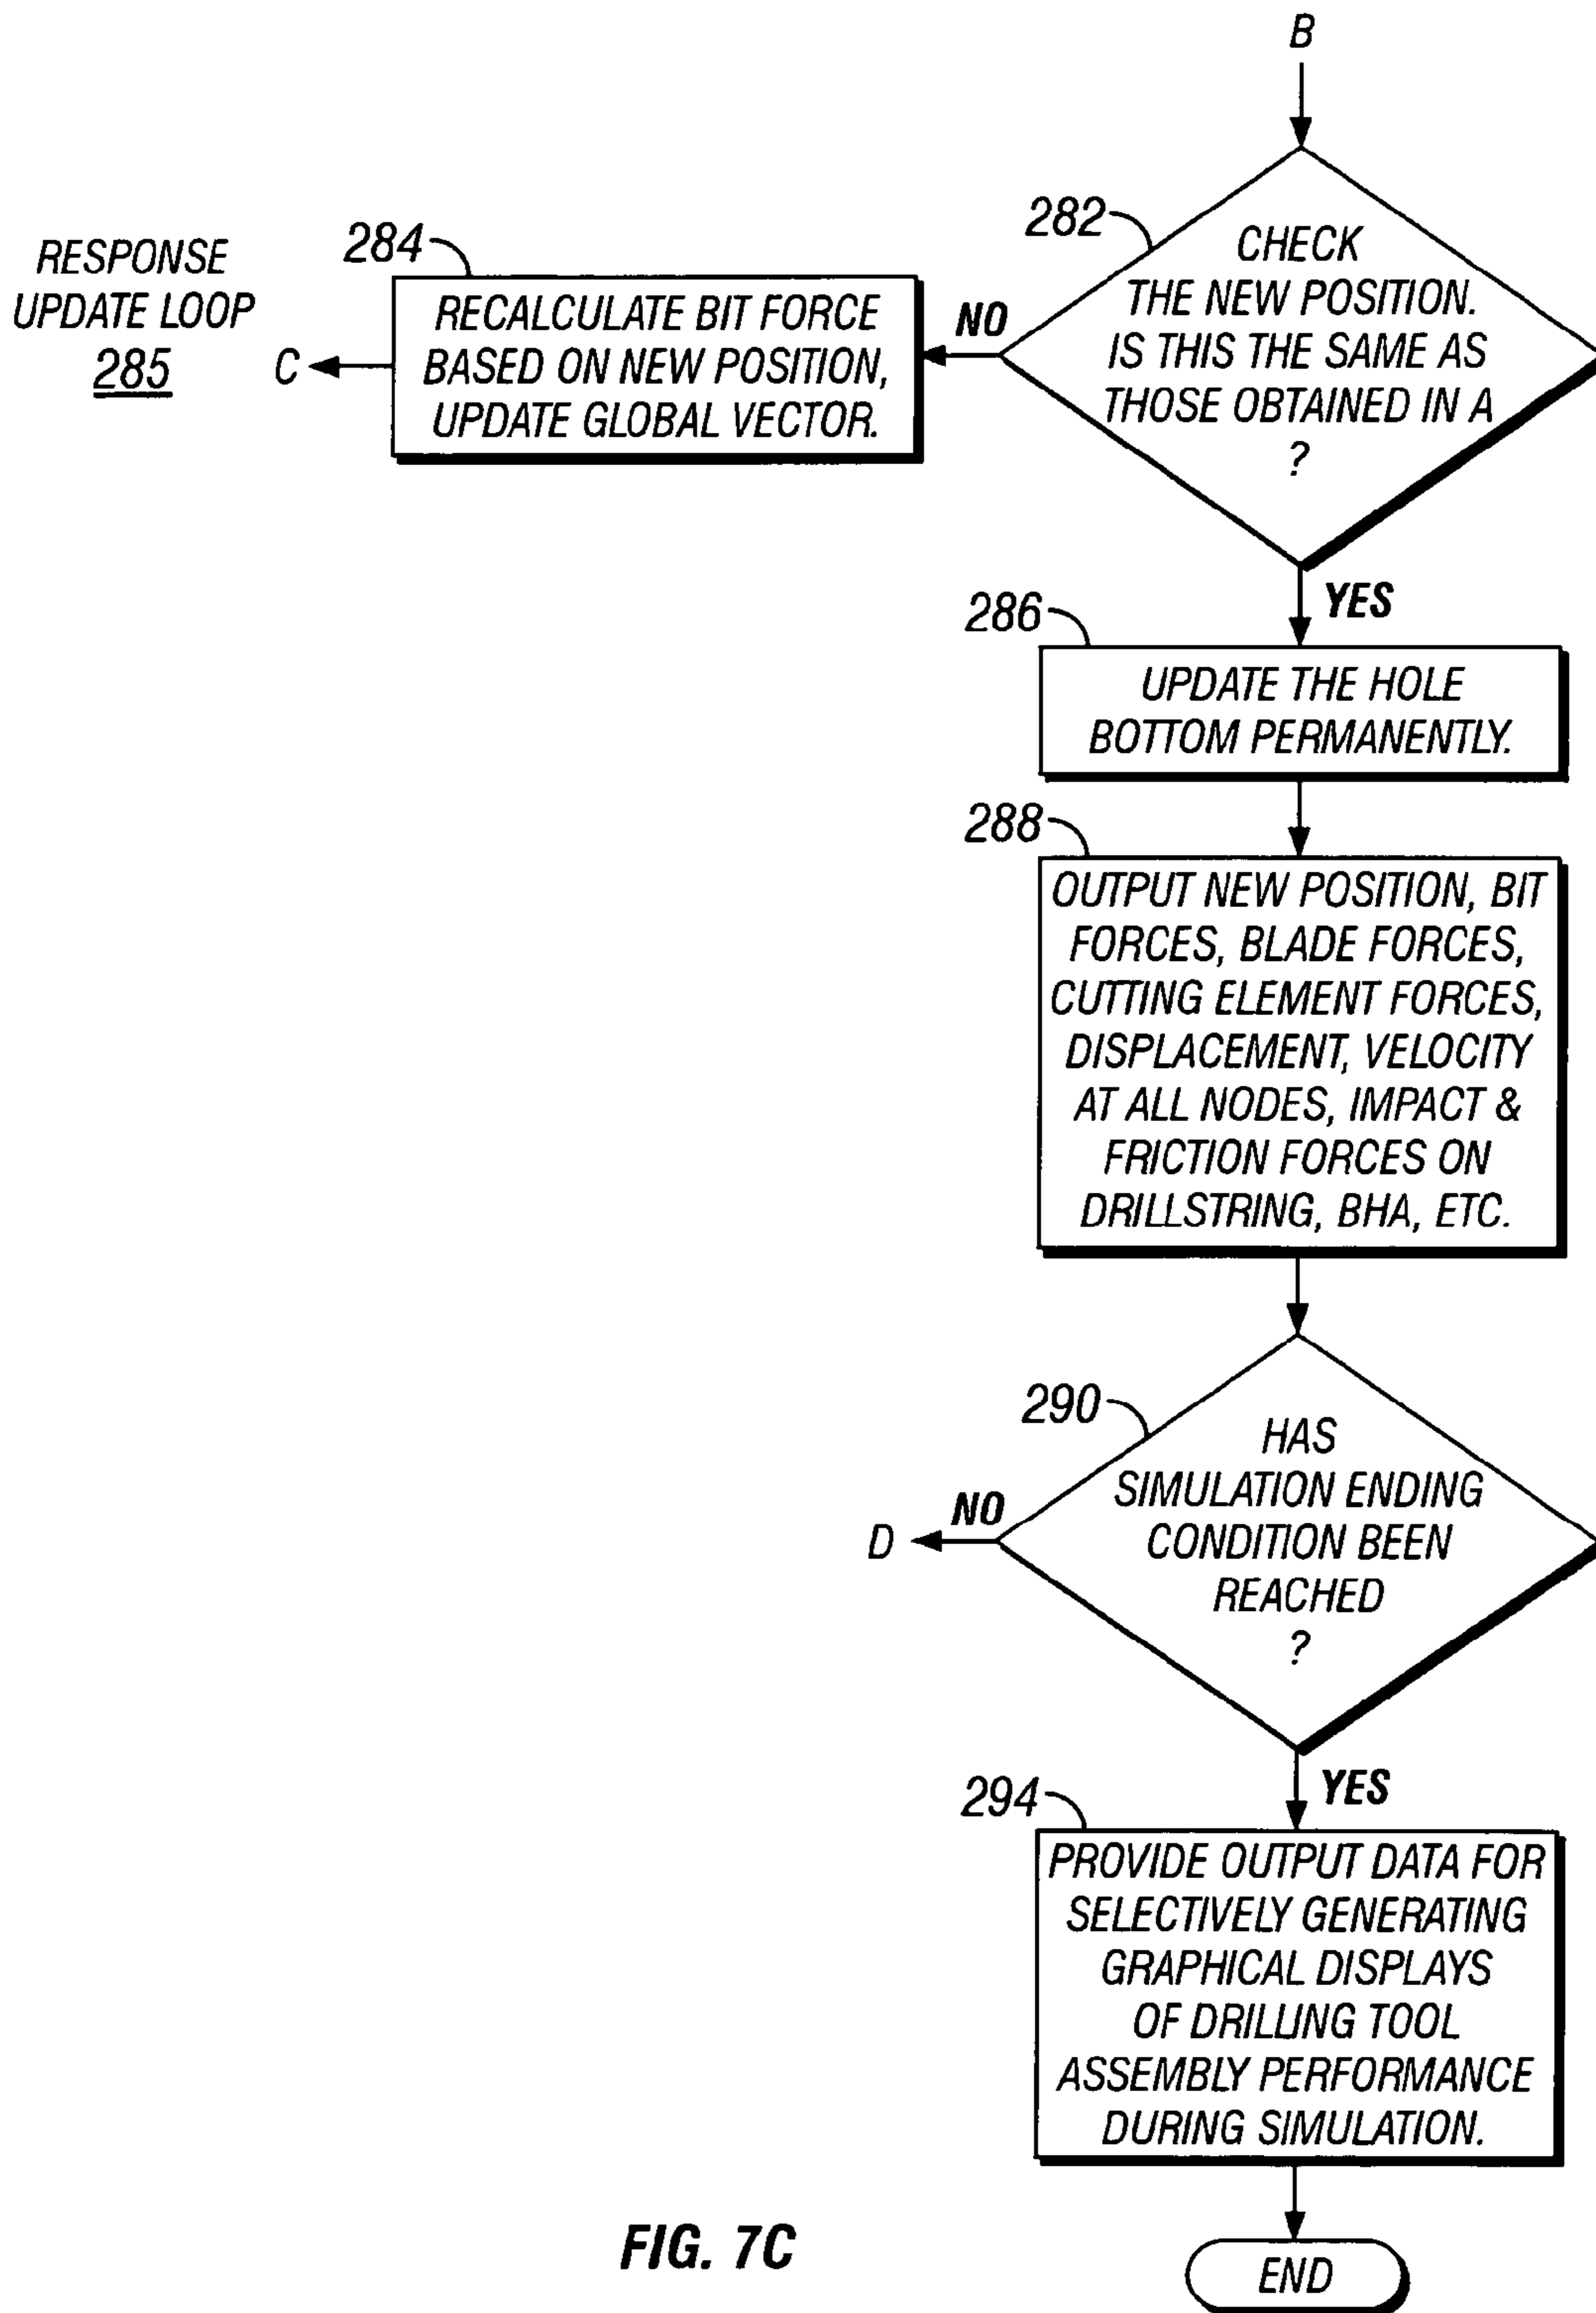 B
282
CHECK
THE NEW POSITION.
IS THIS THE SAME AS
THOSE OBTAINED IN A
?
NO
284
RECALCULATE BIT FORCE
BASED ON NEW POSITION,
UPDATE GLOBAL VECTOR.
C
RESPONSE
UPDATE LOOP
285
YES
286
UPDATE THE HOLE
BOTTOM PERMANENTLY.
288
OUTPUT NEW POSITION, BIT
FORCES, BLADE FORCES,
CUTTING ELEMENT FORCES,
DISPLACEMENT, VELOCITY
AT ALL NODES, IMPACT &
FRICTION FORCES ON
DRILLSTRING, BHA, ETC.
290
HAS
SIMULATION ENDING
CONDITION BEEN
REACHED
?
NO
D
YES
294
PROVIDE OUTPUT DATA FOR
SELECTIVELY GENERATING
GRAPHICAL DISPLAYS
OF DRILLING TOOL
ASSEMBLY PERFORMANCE
DURING SIMULATION.
END
FIG. 7C